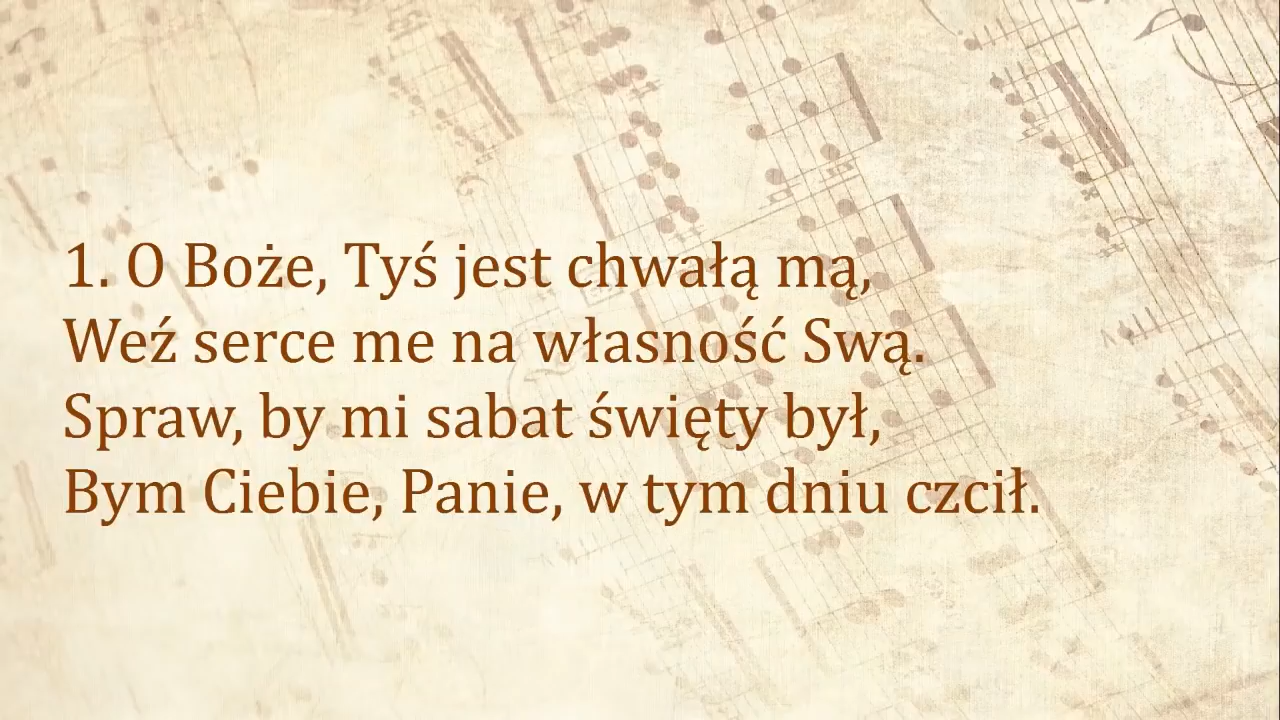 1. O Boże, Tyś jest chwałą mą,
Weź serce me na własność Swą.
Spraw, by mi sabat święty był,
Bym Ciebie, Panie, w tym dniu czcił.